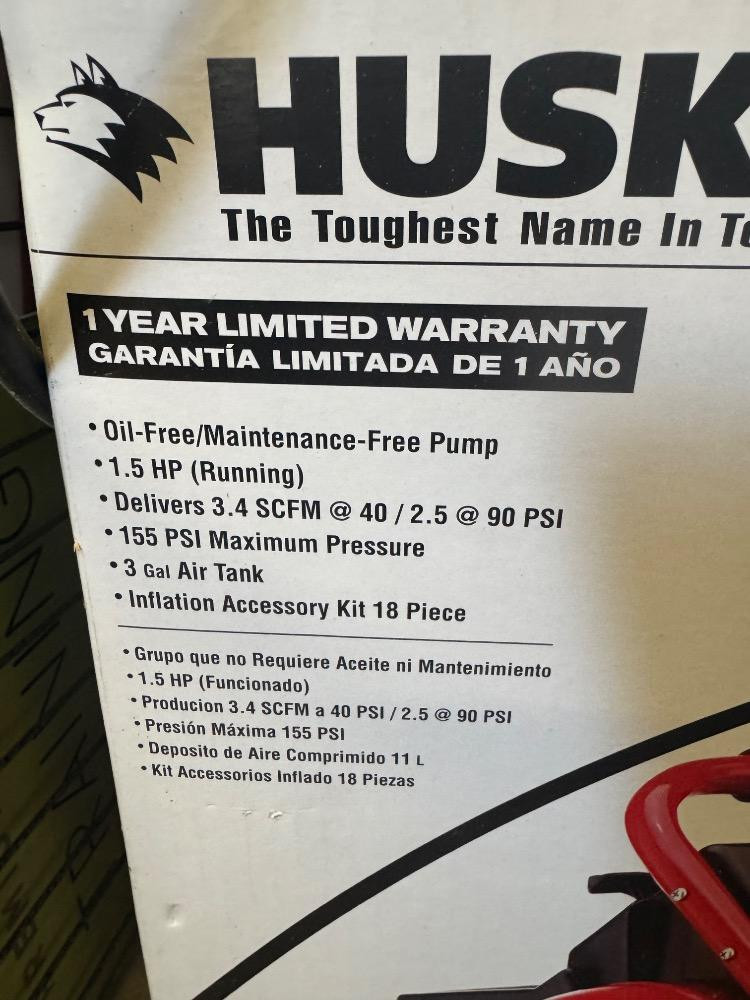 HUSK
The Toughest Name In To
1 YEAR LIMITED WARRANTY
GARANTÍA LIMITADA DE 1 AÑO
• Oil-Free/Maintenance-Free Pump
• 1.5 HP (Running)
• Delivers 3.4 SCFM @ 40 / 2.5 @ 90 PSI
• 155 PSI Maximum Pressure
• 3 Gal Air Tank
• Inflation Accessory Kit 18 Piece
• Grupo que no Requiere Aceite ni Mantenimiento
• 1.5 HP (Funcionado)
• Producion 3.4 SCFM a 40 PSI / 2.5 @ 90 PSI
• Presión Máxima 155 PSI
• Deposito de Aire Comprimido 11 L
• Kit Accessorios Inflado 18 Piezas